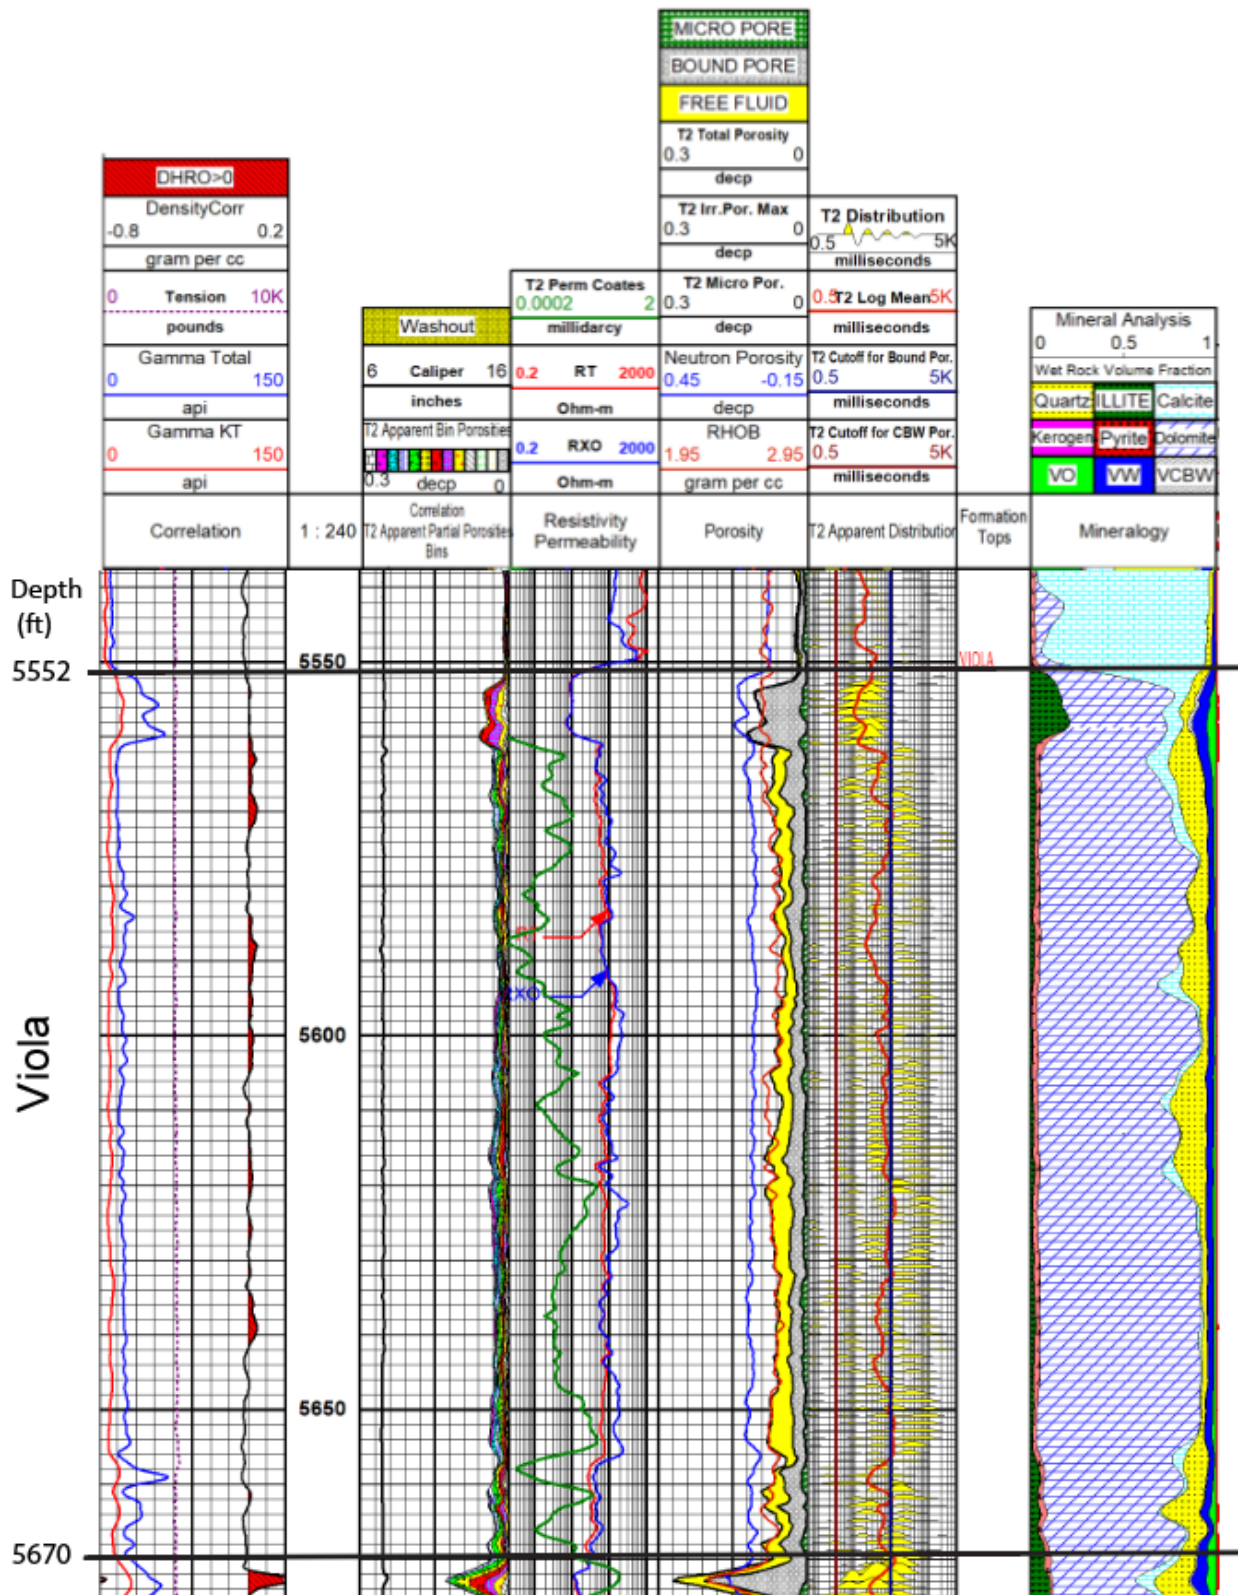 MICRO PORE
BOUND PORE
FREE FLUID
T2 Total Porosity
0.3 0
decp
T2 Irr.Por. Max
0.3 0
decp
T2 Micro Por.
0.3 0
decp
Neutron Porosity
0.45 -0.15
decp
RHOB
1.95 2.95
gram per cc
Porosity
DHRO>0
DensityCorr
-0.8 0.2
gram per cc
0 Tension 10K
pounds
Gamma Total
0 150
api
Gamma KT
0 150
api
Correlation
1 : 240
Washout
6 Caliper 16
inches
T2 Apparent Bin Porosities
0.3 decp 0
Correlation
T2 Apparent Partial Porosities
Bins
T2 Perm Coates
0.0002 2
millidarcy
0.2 RT 2000
Ohm-m
0.2 RXO 2000
Ohm-m
Resistivity
Permeability
T2 Distribution
0.5 5K
milliseconds
0.5 T2 Log Mean 5K
milliseconds
T2 Cutoff for Bound Por.
0.5 5K
milliseconds
T2 Cutoff for CBW Por.
0.5 5K
milliseconds
T2 Apparent Distribution
Formation
Tops
Mineral Analysis
0 0.5 1
Wet Rock Volume Fraction
Quartz ILLITE Calcite
Kerogen Pyrite Dolomite
VO VW VCBW
Mineralogy
Depth
(ft)
5552
5550
VIOLA
RXO
5600
Viola
5650
5670